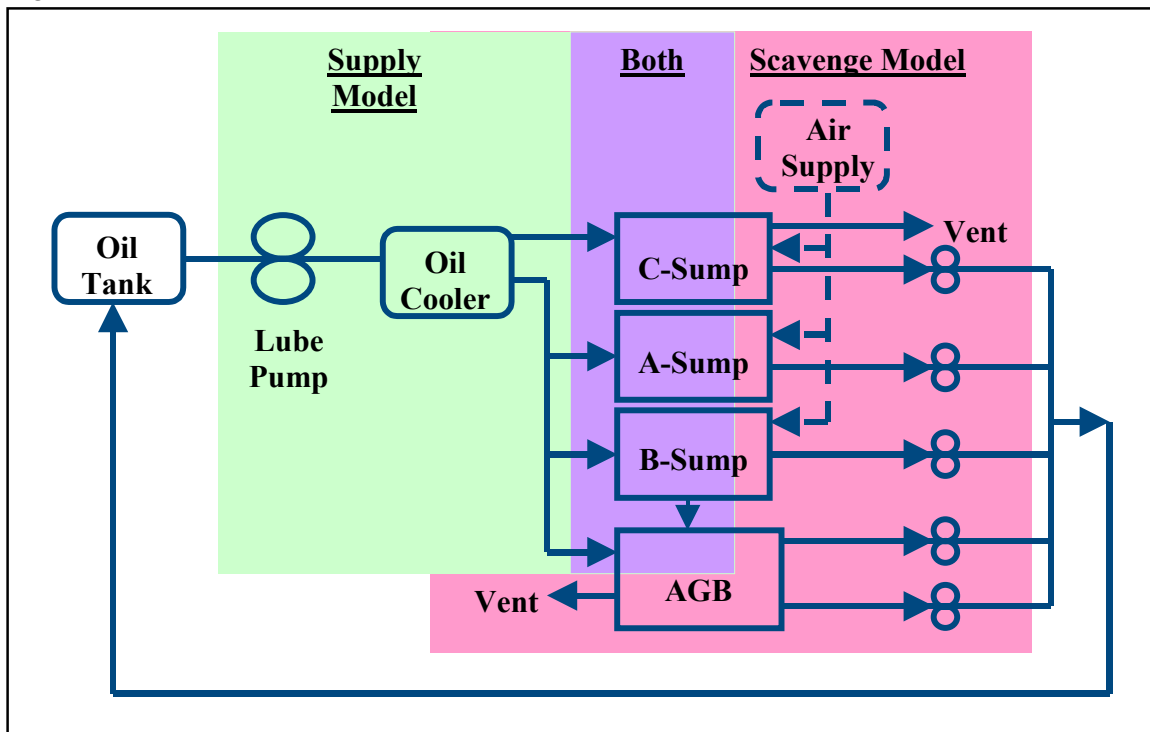 Supply
Model
Both
Scavenge Model
Air
Supply
Oil
Tank
Oil
Cooler
C-Sump
Vent
Lube
Pump
A-Sump
B-Sump
AGB
Vent